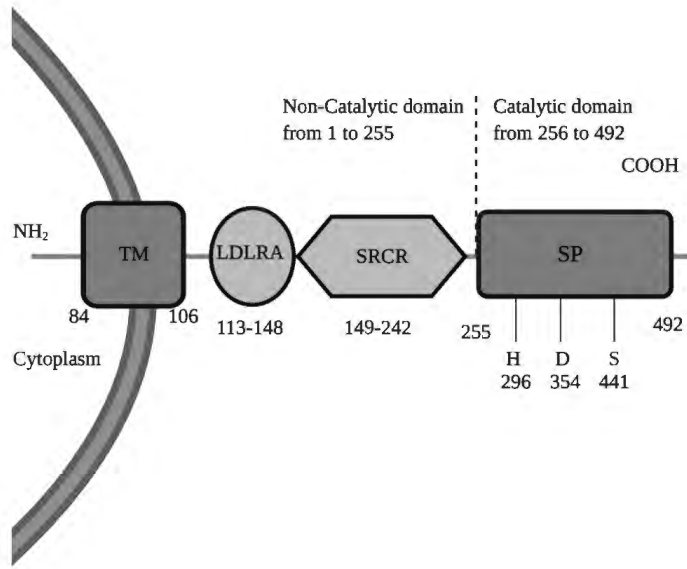 Non-Catalytic domain
from 1 to 255
Catalytic domain
from 256 to 492
COOH
NH₂
TM
LDLRA
SRCR
SP
84
106
113-148
149-242
255
492
Cytoplasm
H
296
D
354
S
441